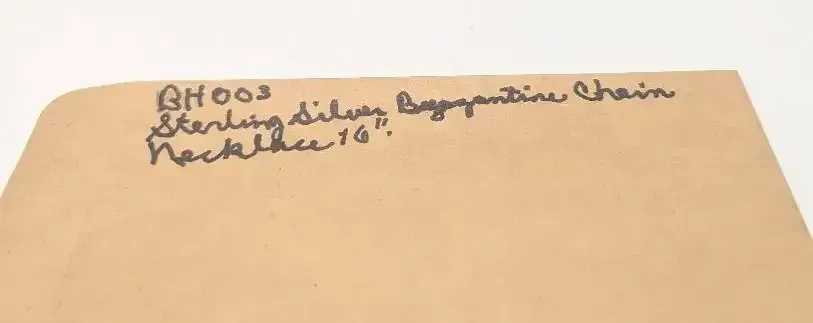 BH003
Sterling Silver Byzantine Chain
Necklace 16".